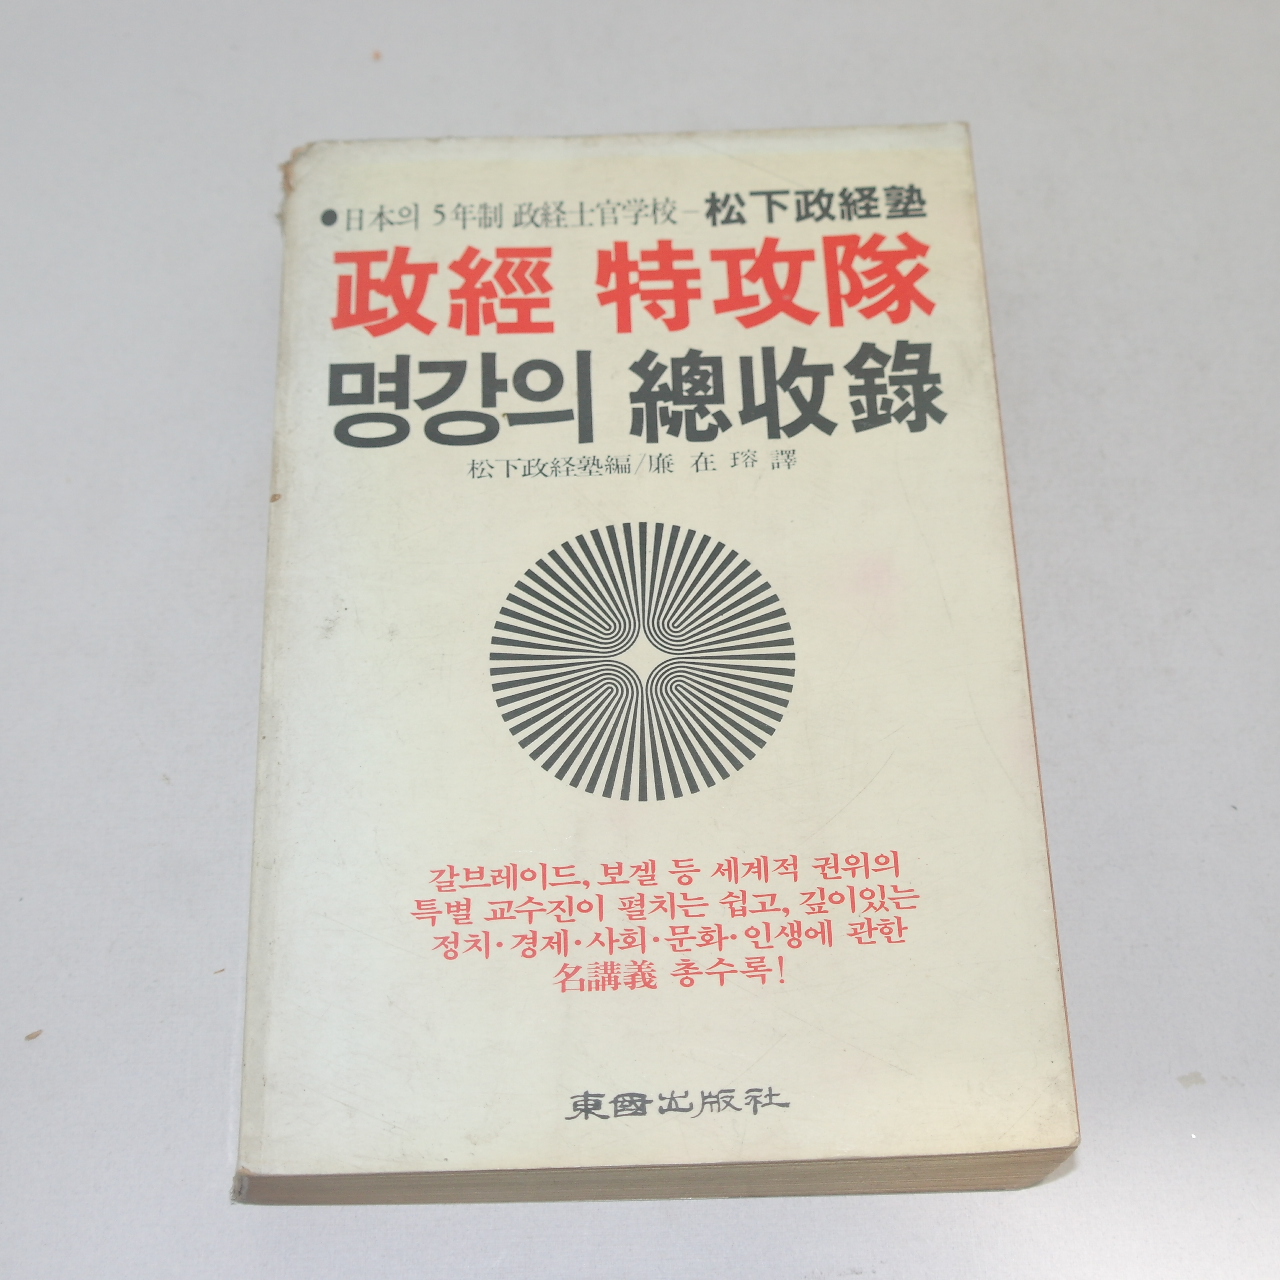 ●日本의 5年制 政経士官学校–松下政経塾
政經 特攻隊
명강의 總收錄
松下政経塾編/廉 在瑢 譯
갈브레이드, 보겔 등 세계적 권위의
특별 교수진이 펼치는 쉽고, 깊이있는
정치·경제·사회·문화·인생에 관한
名講義 총수록!
東國出版社